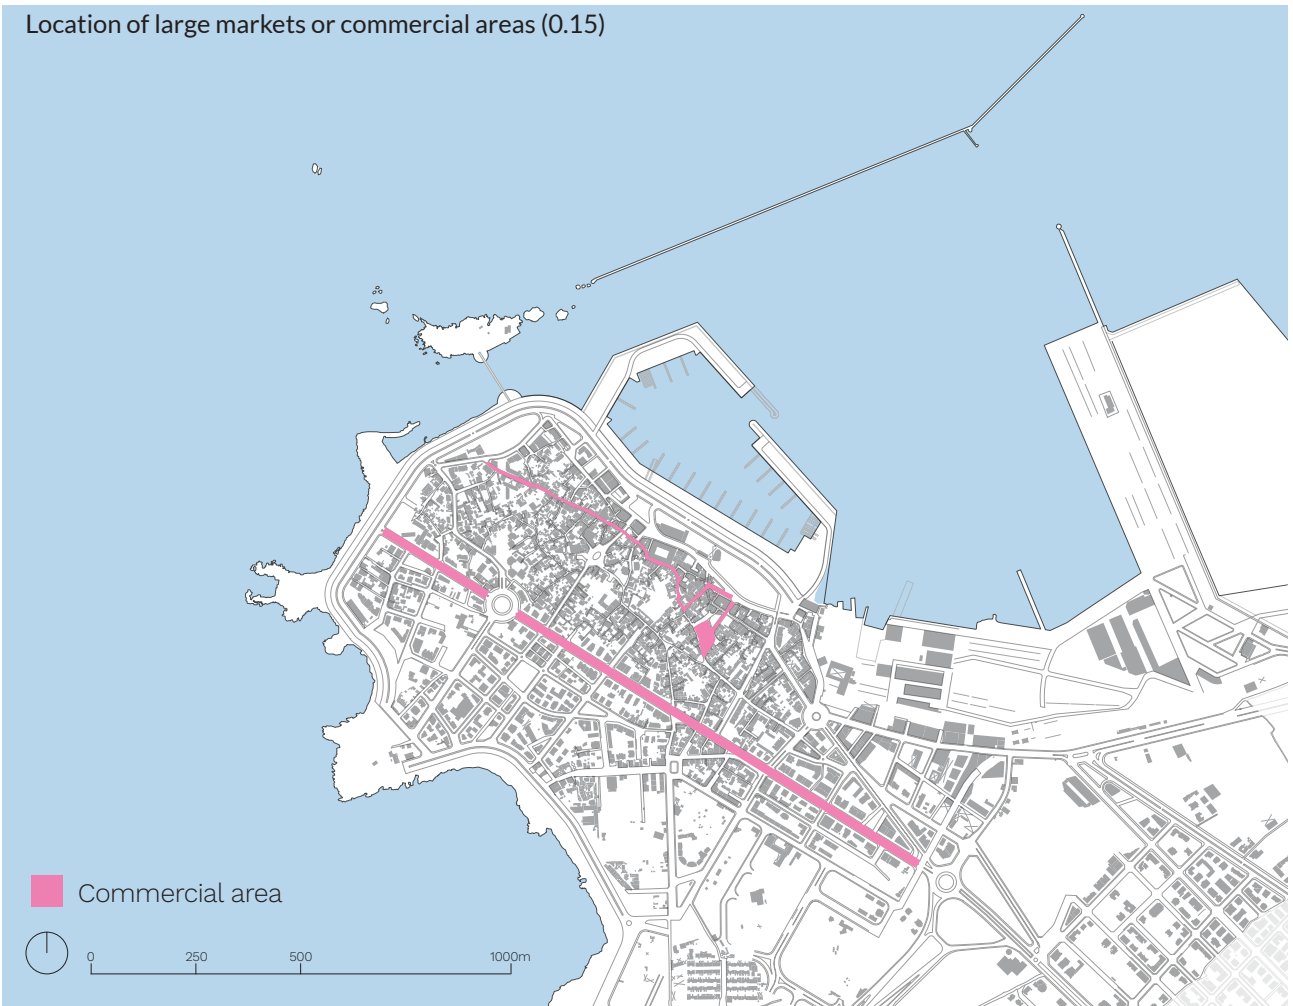 Location of large markets or commercial areas (0.15)
Commercial area
0 250 500 1000m